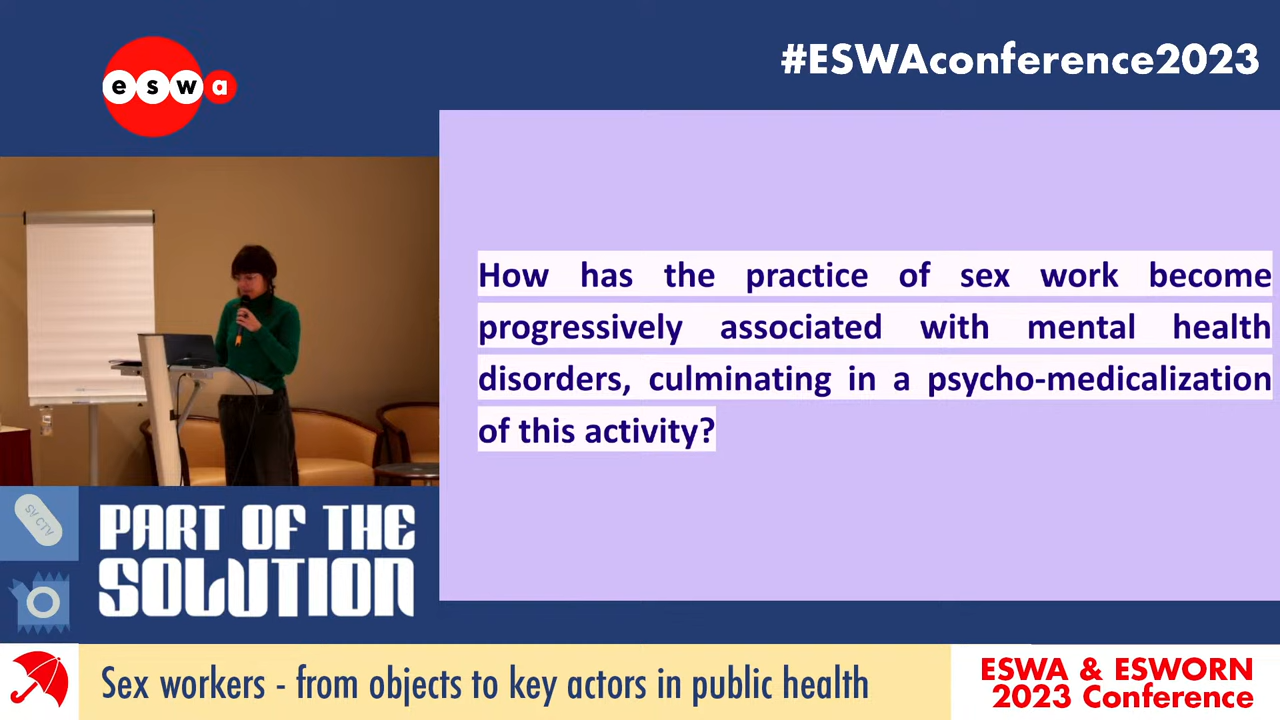 eswa
#ESWAconference2023
How has the practice of sex work become
progressively associated with mental health
disorders, culminating in a psycho-medicalization
of this activity?
PART OF THE
SOLUTION
Sex workers - from objects to key actors in public health
ESWA & ESWORN
2023 Conference